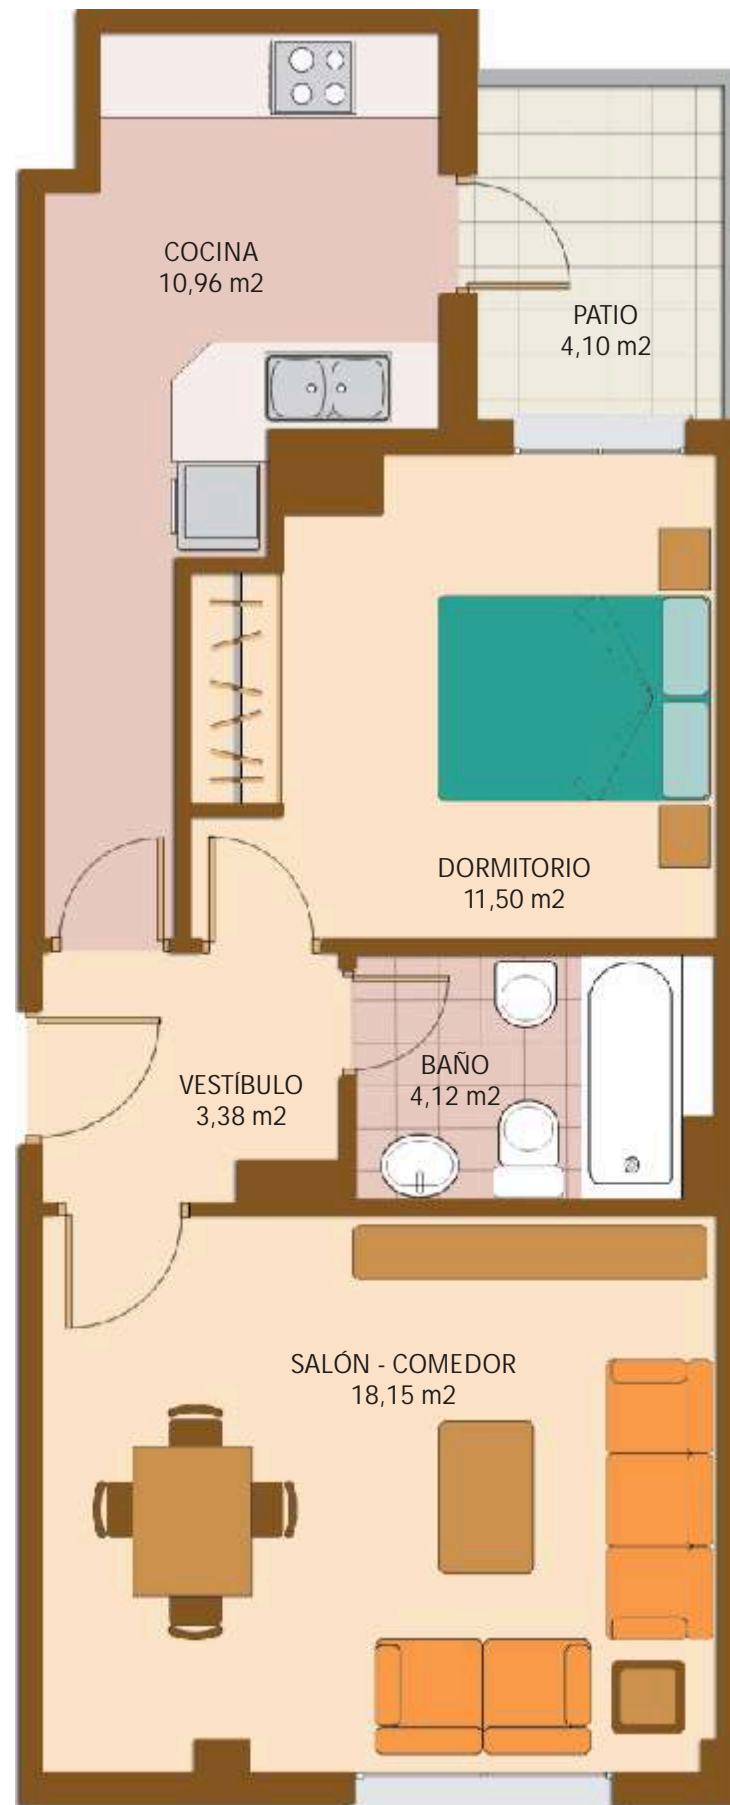 COCINA
10,96 m2
PATIO
4,10 m2
DORMITORIO
11,50 m2
BAÑO
4,12 m2
VESTÍBULO
3,38 m2
SALÓN - COMEDOR
18,15 m2